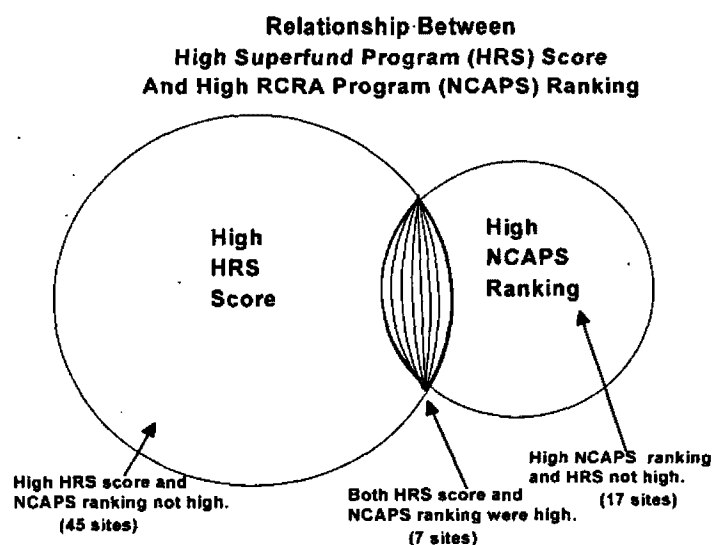 Relationship Between
High Superfund Program (HRS) Score
And High RCRA Program (NCAPS) Ranking
High
HRS
Score
High
NCAPS
Ranking
High HRS score and
NCAPS ranking not high.
(45 sites)
Both HRS score and
NCAPS ranking were high.
(7 sites)
High NCAPS ranking
and HRS not high.
(17 sites)